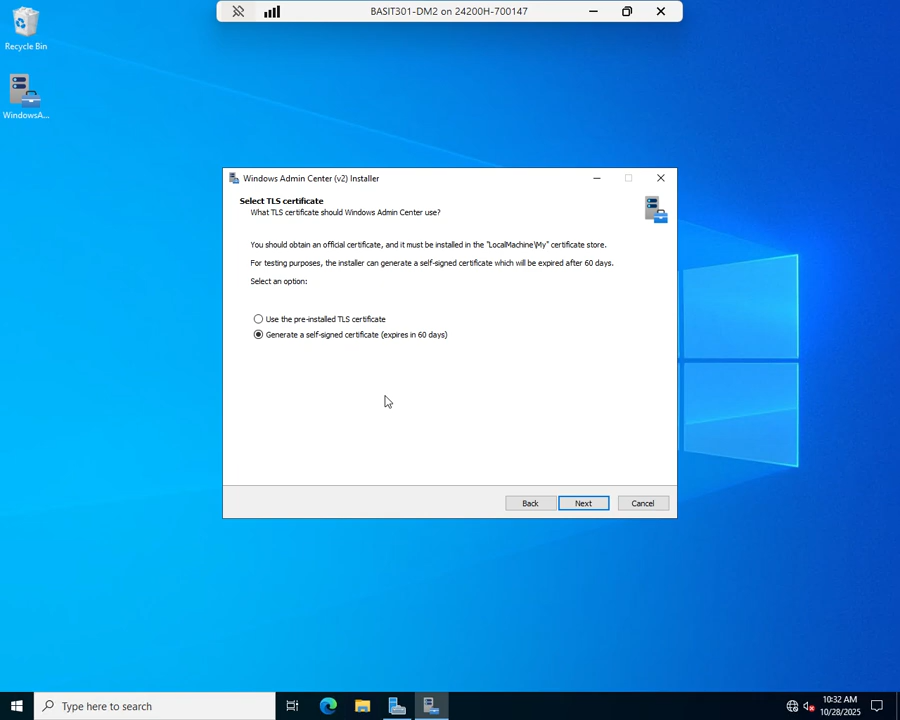 BASIT301-DM2 on 24200H-700147
Recycle Bin
WindowsA...
Windows Admin Center (v2) Installer
Select TLS certificate
What TLS certificate should Windows Admin Center use?
You should obtain an official certificate, and it must be installed in the "LocalMachine\My" certificate store.
For testing purposes, the installer can generate a self-signed certificate which will be expired after 60 days.
Select an option:
Use the pre-installed TLS certificate
Generate a self-signed certificate (expires in 60 days)
Back Next Cancel
Type here to search
10:32 AM
10/28/2025